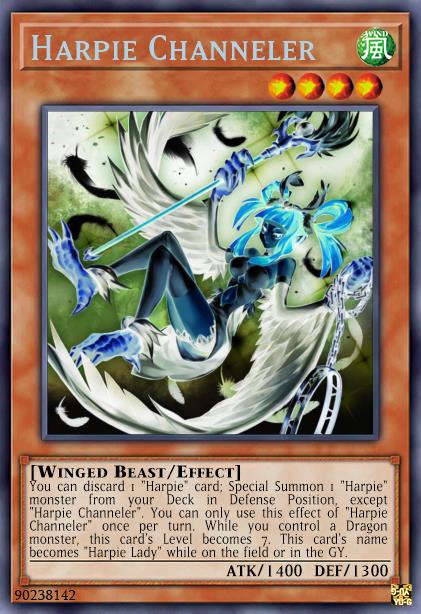 Harpie Channeler
WIND
風
[Winged Beast/Effect]
You can discard 1 "Harpie" card; Special Summon 1 "Harpie"
monster from your Deck in Defense Position, except
"Harpie Channeler". You can only use this effect of "Harpie
Channeler" once per turn. While you control a Dragon
monster, this card's Level becomes 7. This card's name
becomes "Harpie Lady" while on the field or in the GY.
ATK/1400 DEF/1300
90238142